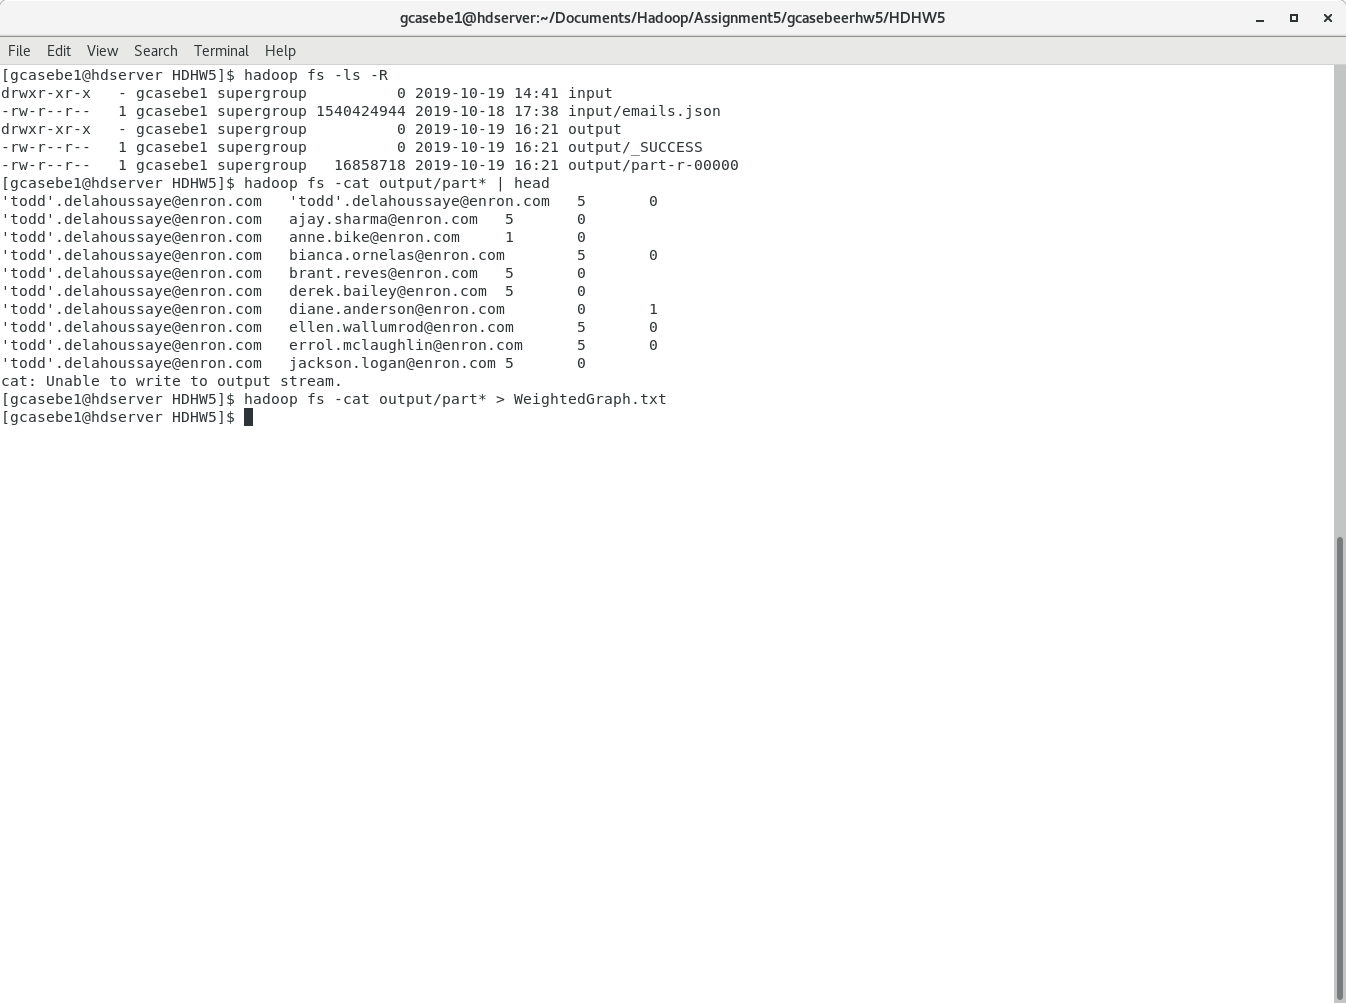 gcasebe1@hdserver:~/Documents/Hadoop/Assignment5/gcasebeerhw5/HDHW5
File Edit View Search Terminal Help
[gcasebe1@hdserver HDHW5]$ hadoop fs -ls -R
drwxr-xr-x   - gcasebe1 supergroup          0 2019-10-19 14:41 input
-rw-r--r--   1 gcasebe1 supergroup 1540424944 2019-10-18 17:38 input/emails.json
drwxr-xr-x   - gcasebe1 supergroup          0 2019-10-19 16:21 output
-rw-r--r--   1 gcasebe1 supergroup          0 2019-10-19 16:21 output/_SUCCESS
-rw-r--r--   1 gcasebe1 supergroup   16858718 2019-10-19 16:21 output/part-r-00000
[gcasebe1@hdserver HDHW5]$ hadoop fs -cat output/part* | head
'todd'.delahoussaye@enron.com   'todd'.delahoussaye@enron.com   5       0
'todd'.delahoussaye@enron.com   ajay.sharma@enron.com   5       0
'todd'.delahoussaye@enron.com   anne.bike@enron.com     1       0
'todd'.delahoussaye@enron.com   bianca.ornelas@enron.com        5       0
'todd'.delahoussaye@enron.com   brant.reves@enron.com   5       0
'todd'.delahoussaye@enron.com   derek.bailey@enron.com  5       0
'todd'.delahoussaye@enron.com   diane.anderson@enron.com        0       1
'todd'.delahoussaye@enron.com   ellen.wallumrod@enron.com       5       0
'todd'.delahoussaye@enron.com   errol.mclaughlin@enron.com      5       0
'todd'.delahoussaye@enron.com   jackson.logan@enron.com 5       0
cat: Unable to write to output stream.
[gcasebe1@hdserver HDHW5]$ hadoop fs -cat output/part* > WeightedGraph.txt
[gcasebe1@hdserver HDHW5]$